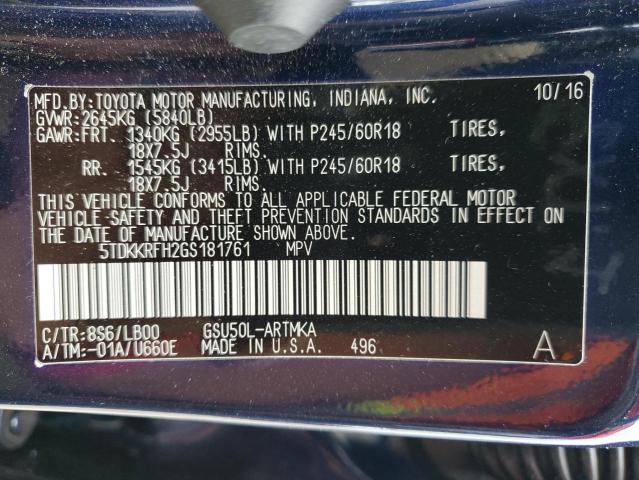 MFD.BY:TOYOTA MOTOR MANUFACTURING, INDIANA, INC. 10/16
GVWR:2645KG (5840LB)
GAWR:FRT. 1340KG (2955LB) WITH P245/60R18 TIRES,
18X7.5J RIMS.
RR. 1545KG (3415LB) WITH P245/60R18 TIRES,
18X7.5J RIMS.
THIS VEHICLE CONFORMS TO ALL APPLICABLE FEDERAL MOTOR
VEHICLE SAFETY AND THEFT PREVENTION STANDARDS IN EFFECT ON
THE DATE OF MANUFACTURE SHOWN ABOVE.
5TDKKRFH2GS181761 MPV
C/TR:8S6/LB00 GSU50L-ARTMKA
A/TM:-01A/U660E MADE IN U.S.A. 496 A